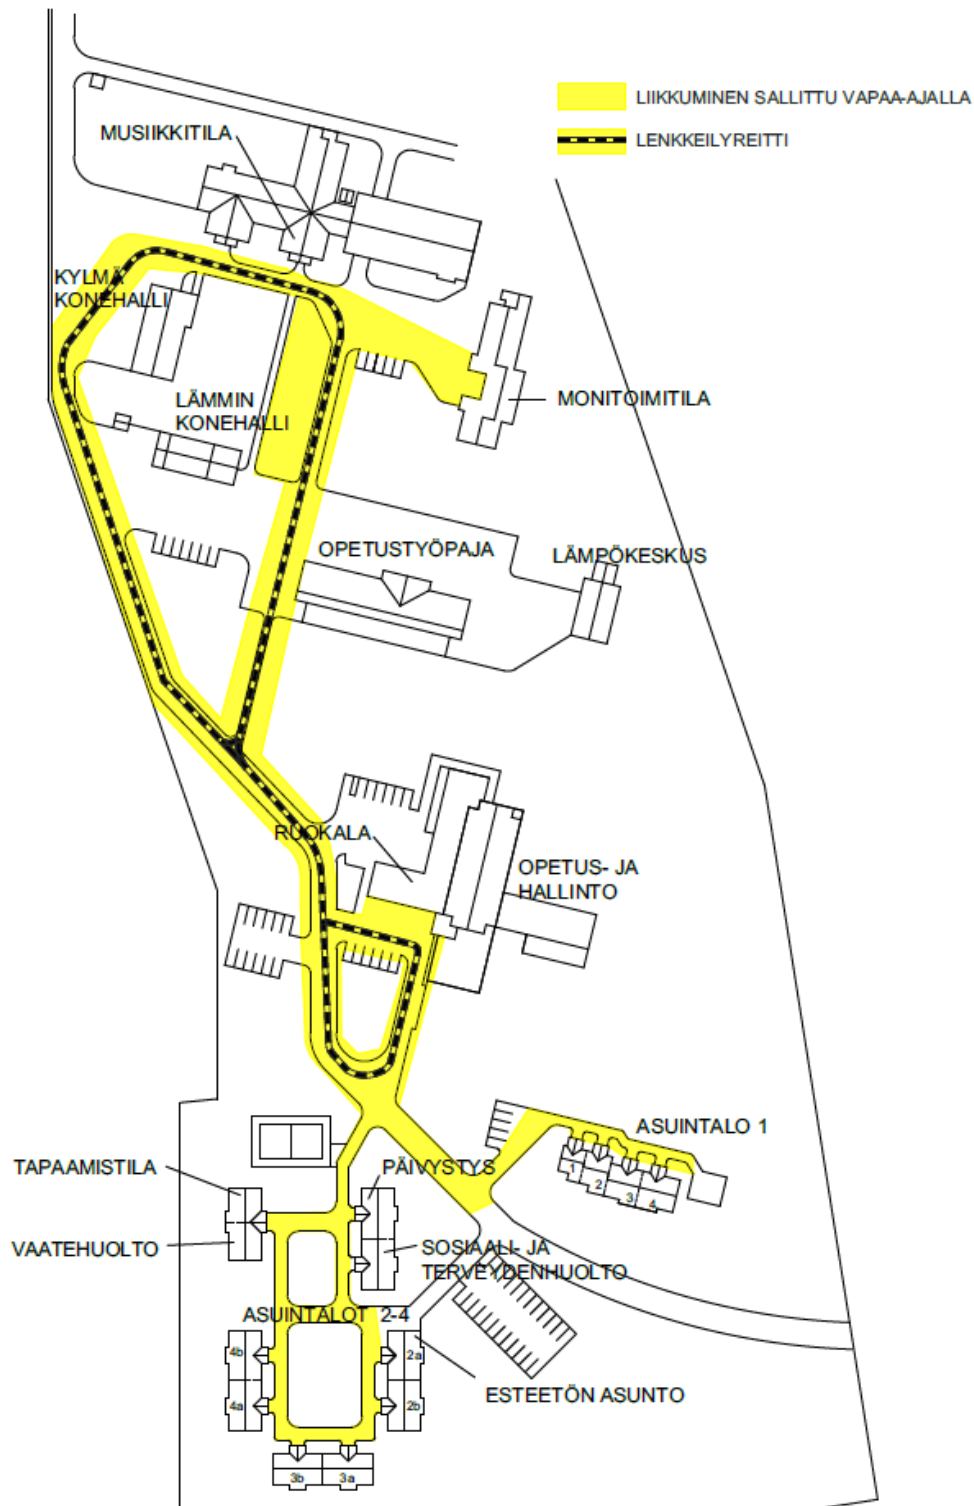 LIIKKUMINEN SALLITTU VAPAA-AJALLA
LENKKEILYREITTI
MUSIIKKITILA
KYLMÄ
KONEHALLI
LÄMMIN
KONEHALLI
MONITOIMITILA
OPETUSTYÖPAJA
LÄMPÖKESKUS
RUOKALA
OPETUS- JA
HALLINTO
ASUINTALO 1
1
2
3
4
TAPAAMISTILA
PÄIVYSTYS
VAATEHUOLTO
SOSIAALI- JA
TERVEYDENHUOLTO
ASUINTALOT 2-4
4b
2a
ESTEETÖN ASUNTO
4a
2b
3b
3a